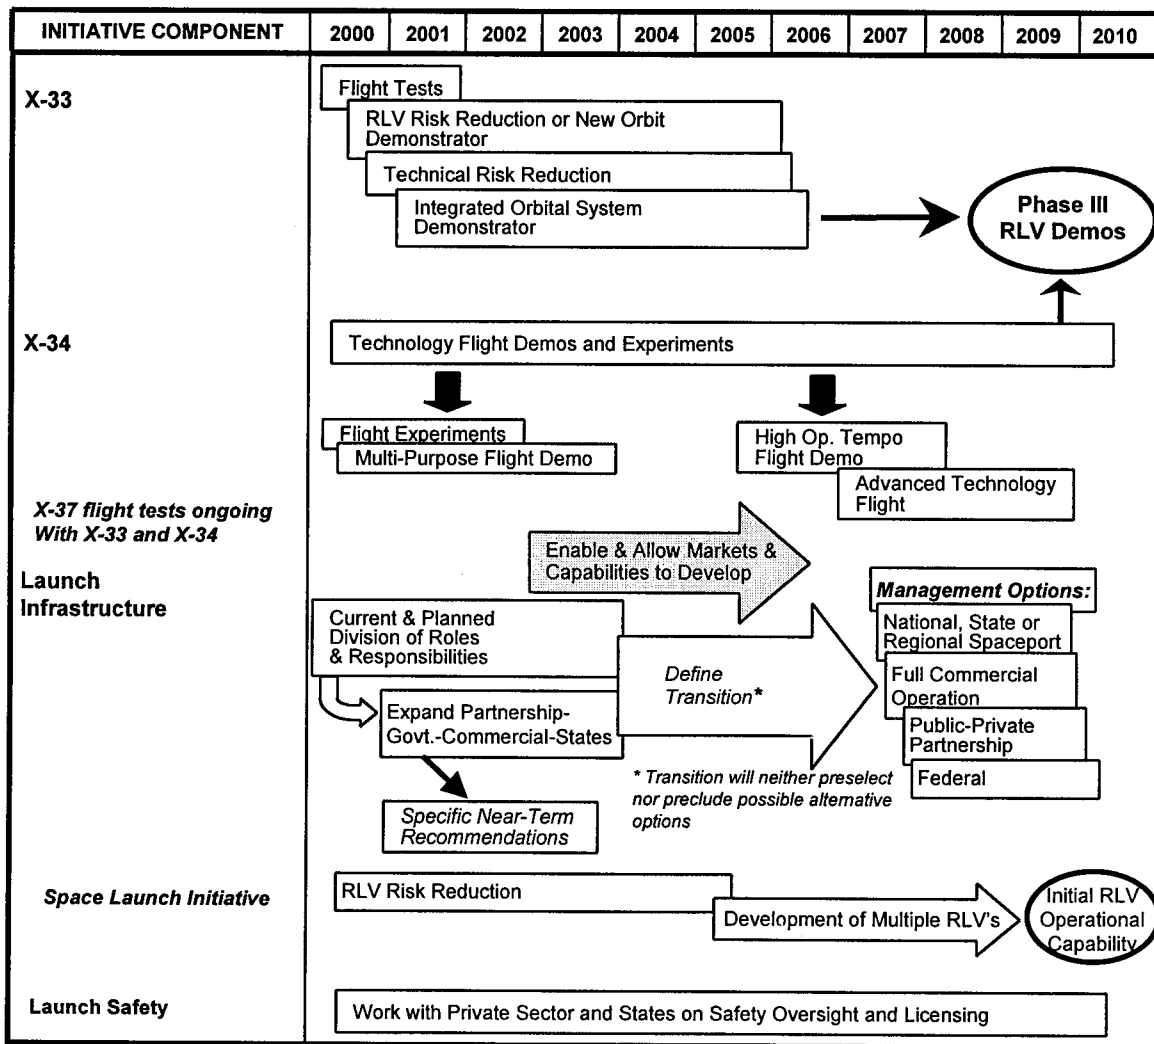 INITIATIVE COMPONENT 2000 2001 2002 2003 2004 2005 2006 2007 2008 2009 2010
X-33
Flight Tests
RLV Risk Reduction or New Orbit
Demonstrator
Technical Risk Reduction
Integrated Orbital System
Demonstrator
Phase III
RLV Demos
X-34
Technology Flight Demos and Experiments
Flight Experiments
Multi-Purpose Flight Demo
High Op. Tempo
Flight Demo
Advanced Technology
Flight
X-37 flight tests ongoing
With X-33 and X-34
Enable & Allow Markets &
Capabilities to Develop
Launch
Infrastructure
Current & Planned
Division of Roles
& Responsibilities
Expand Partnership-
Govt.-Commercial-States
Specific Near-Term
Recommendations
Define
Transition*
* Transition will neither preselect
nor preclude possible alternative
options
Management Options:
National, State or
Regional Spaceport
Full Commercial
Operation
Public-Private
Partnership
Federal
Space Launch Initiative
RLV Risk Reduction
Development of Multiple RLV's
Initial RLV
Operational
Capability
Launch Safety
Work with Private Sector and States on Safety Oversight and Licensing